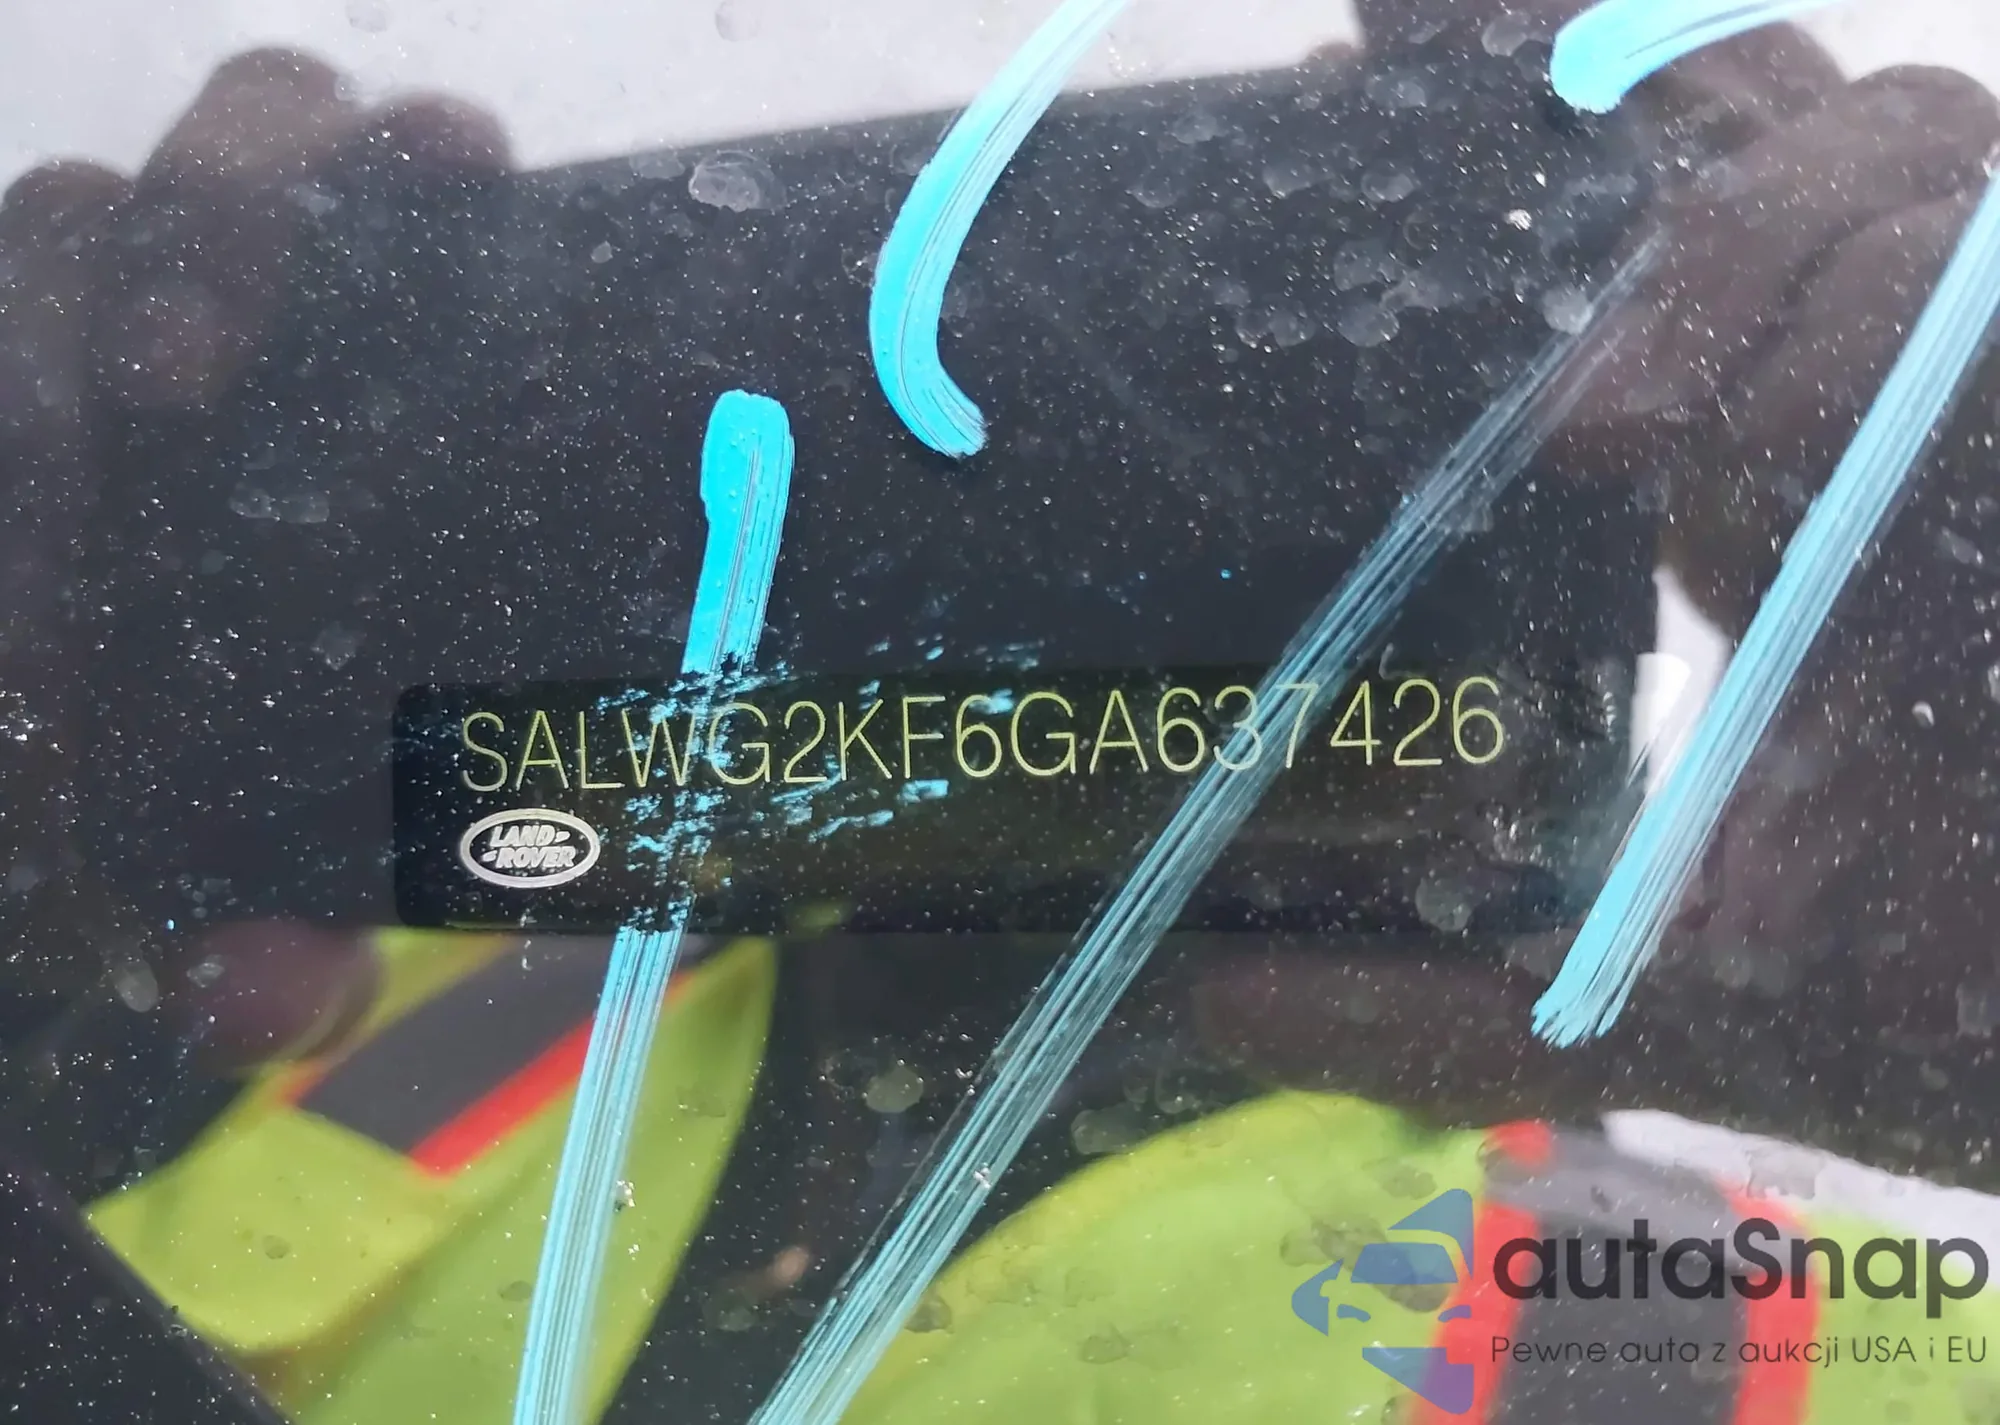 SALWG2KF6GA637426
LAND-
-ROVER
autaSnap
Pewne auta z aukcji USA i EU